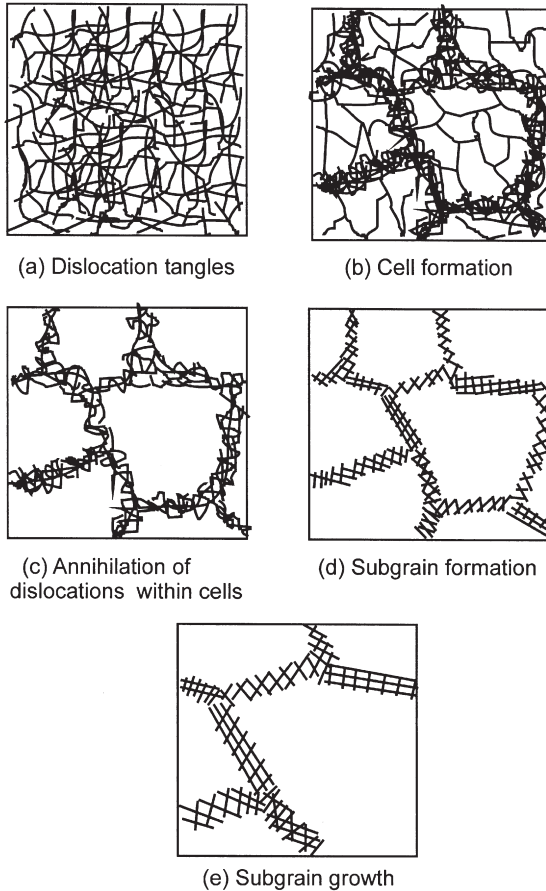 (a) Dislocation tangles
(b) Cell formation
(c) Annihilation of
dislocations within cells
(d) Subgrain formation
(e) Subgrain growth